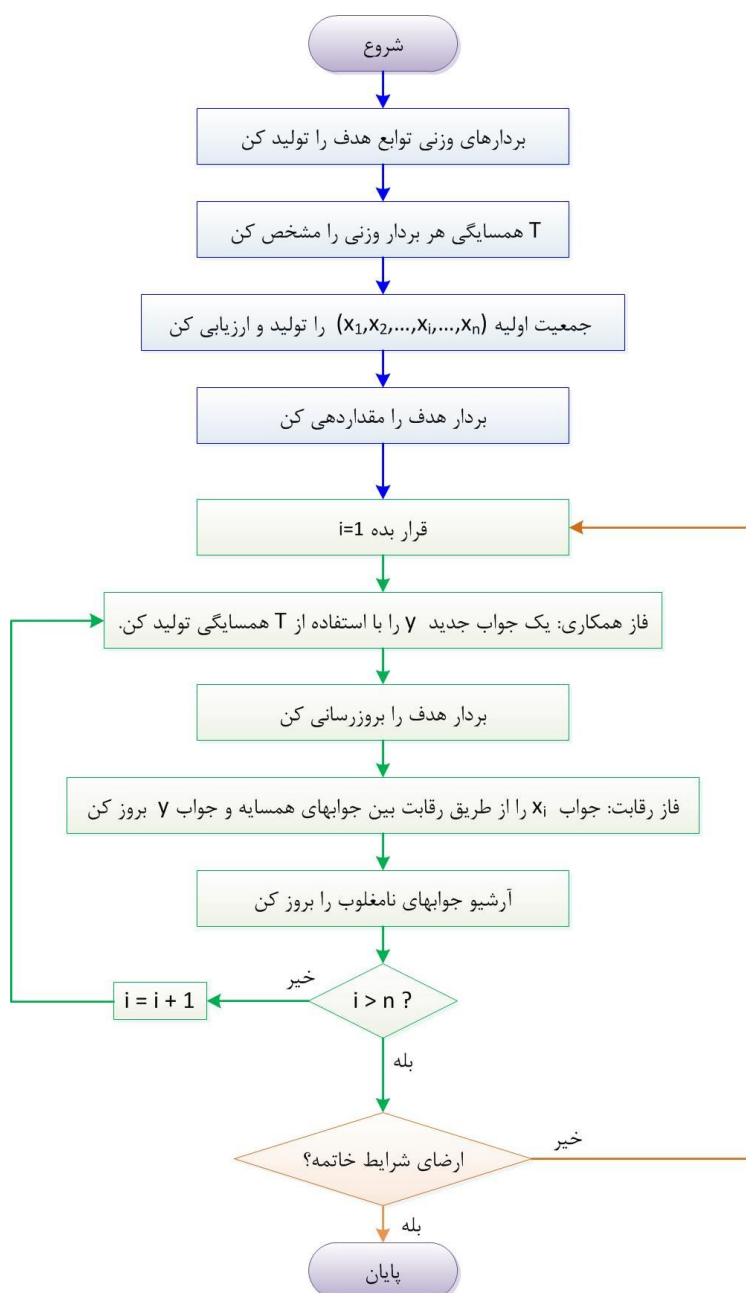 شروع
بردارهای وزنی توابع هدف را تولید کن
T همسایگی هر بردار وزنی را مشخص کن
جمعیت اولیه (x₁,x₂,...,xᵢ,...,xₙ) را تولید و ارزیابی کن
بردار هدف را مقداردهی کن
قرار بده i=1
فاز همکاری: یک جواب جدید y را با استفاده از T همسایگی تولید کن.
بردار هدف را بروزرسانی کن
فاز رقابت: جواب xᵢ را از طریق رقابت بین جوابهای همسایه و جواب y بروز کن
آرشیو جوابهای نامغلوب را بروز کن
i > n ?
خیر
i = i + 1
بله
ارضای شرایط خاتمه؟
خیر
بله
پایان